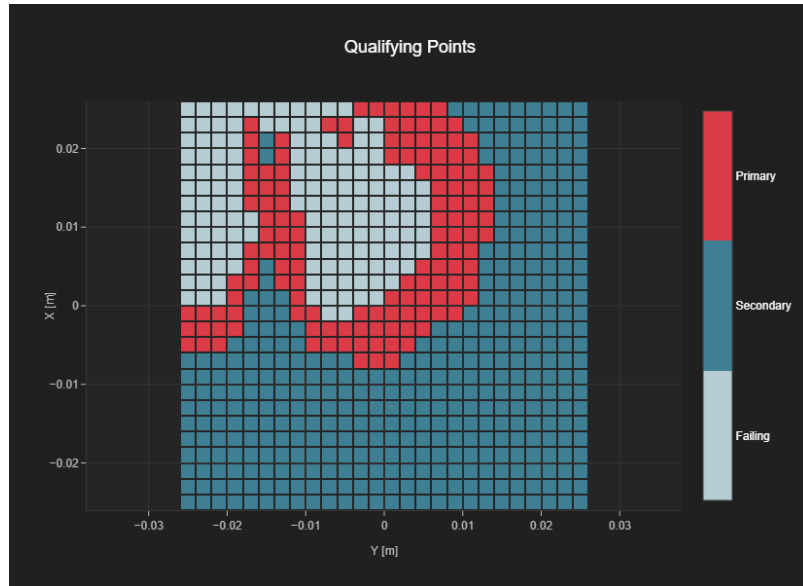 Qualifying Points
Primary
0.02
0.01
Secondary
0
X [m]
−0.01
Failing
−0.02
−0.03
−0.02
−0.01
0
0.01
0.02
0.03
Y [m]